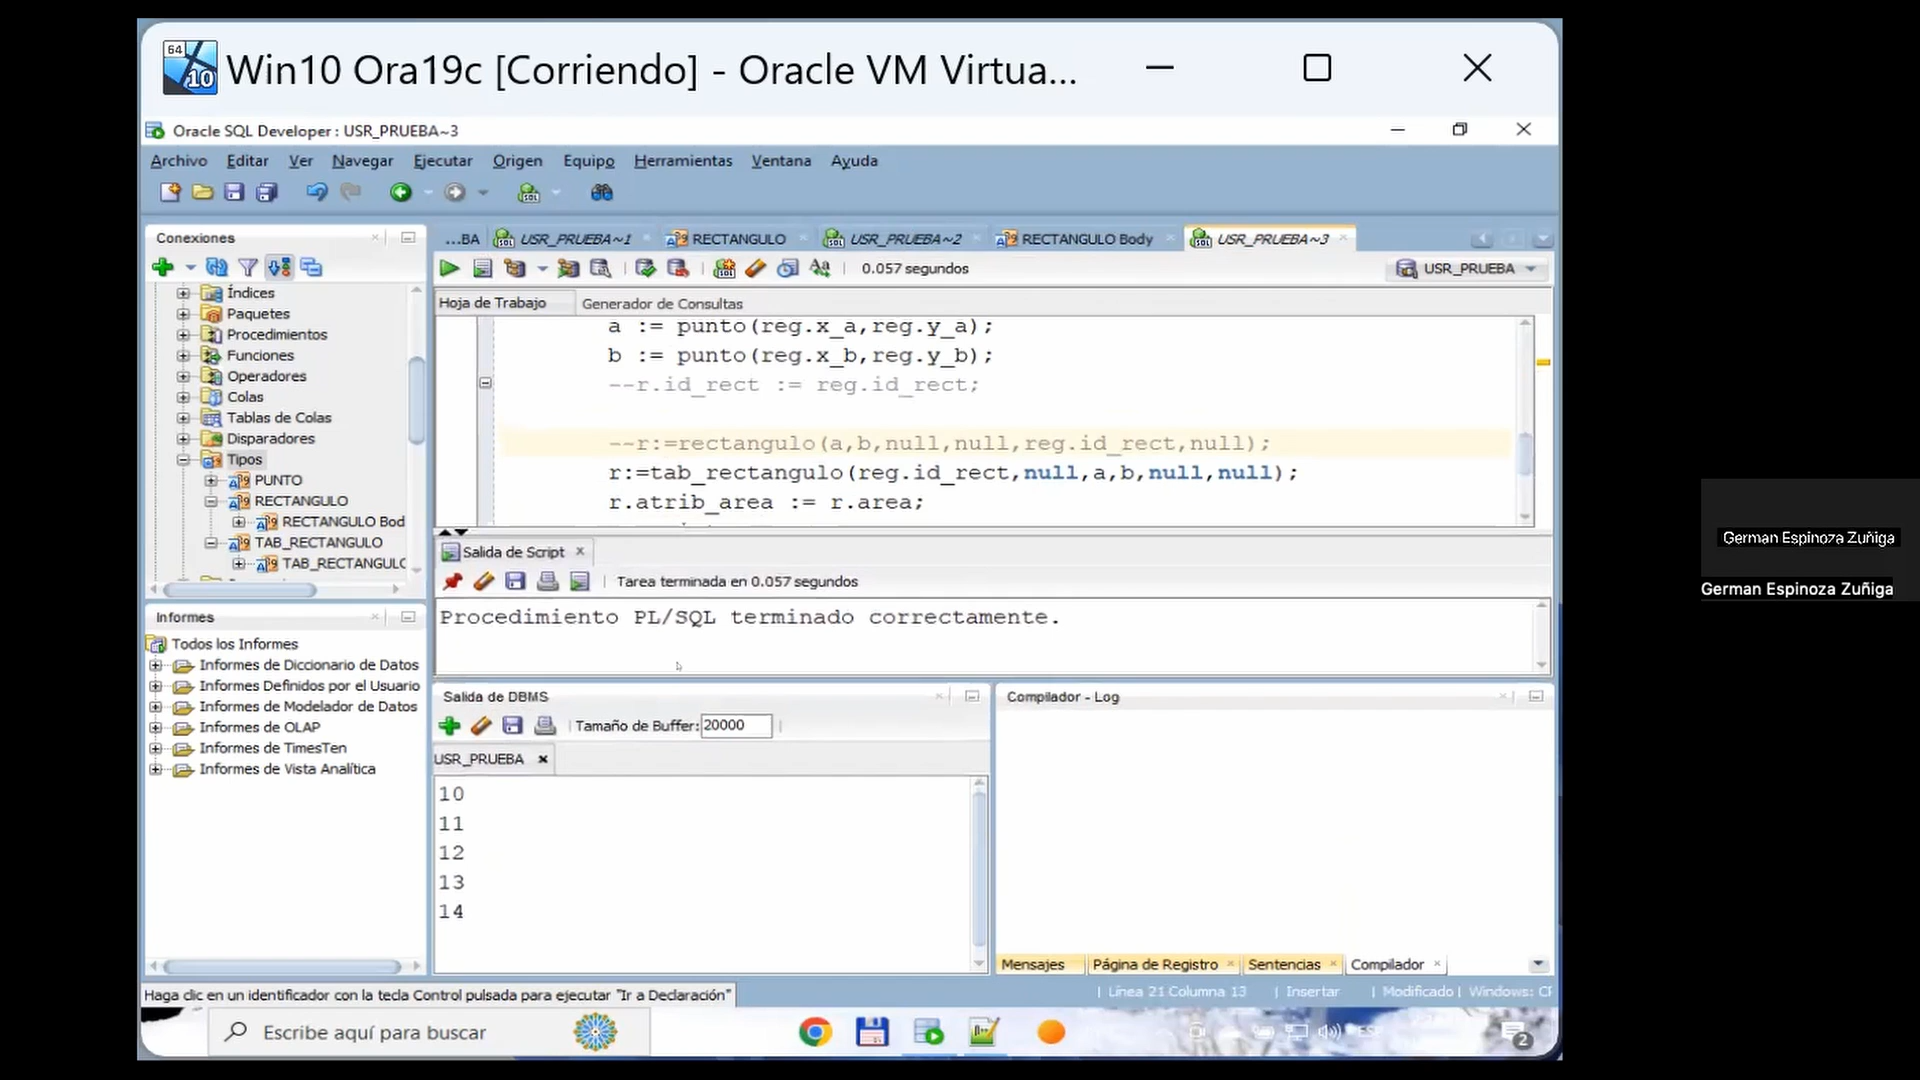 64
10
Win10 Ora19c [Corriendo] - Oracle VM Virtua...
Oracle SQL Developer : USR_PRUEBA~3
Archivo Editar Ver Navegar Ejecutar Origen Equipo Herramientas Ventana Ayuda
Conexiones
...BA USR_PRUEBA~1 RECTANGULO USR_PRUEBA~2 RECTANGULO Body USR_PRUEBA~3
0.057 segundos
USR_PRUEBA
Hoja de Trabajo Generador de Consultas
Índices
Paquetes
Procedimientos
Funciones
Operadores
Colas
Tablas de Colas
Disparadores
Tipos
PUNTO
RECTANGULO
RECTANGULO Bod
TAB_RECTANGULO
TAB_RECTANGULO
a := punto(reg.x_a,reg.y_a);
b := punto(reg.x_b,reg.y_b);
--r.id_rect := reg.id_rect;
--r:=rectangulo(a,b,null,null,reg.id_rect,null);
r:=tab_rectangulo(reg.id_rect,null,a,b,null,null);
r.atrib_area := r.area;
Salida de Script
Tarea terminada en 0.057 segundos
Procedimiento PL/SQL terminado correctamente.
Informes
Todos los Informes
Informes de Diccionario de Datos
Informes Definidos por el Usuario
Informes de Modelador de Datos
Informes de OLAP
Informes de TimesTen
Informes de Vista Analítica
Salida de DBMS
Tamaño de Buffer: 20000
USR_PRUEBA
10
11
12
13
14
Compilador - Log
Mensajes Página de Registro Sentencias Compilador
Haga clic en un identificador con la tecla Control pulsada para ejecutar "Ir a Declaración"
Línea 21 Columna 13 Insertar Modificado Windows: CR
Escribe aquí para buscar
2
German Espinoza Zuñiga
German Espinoza Zuñiga